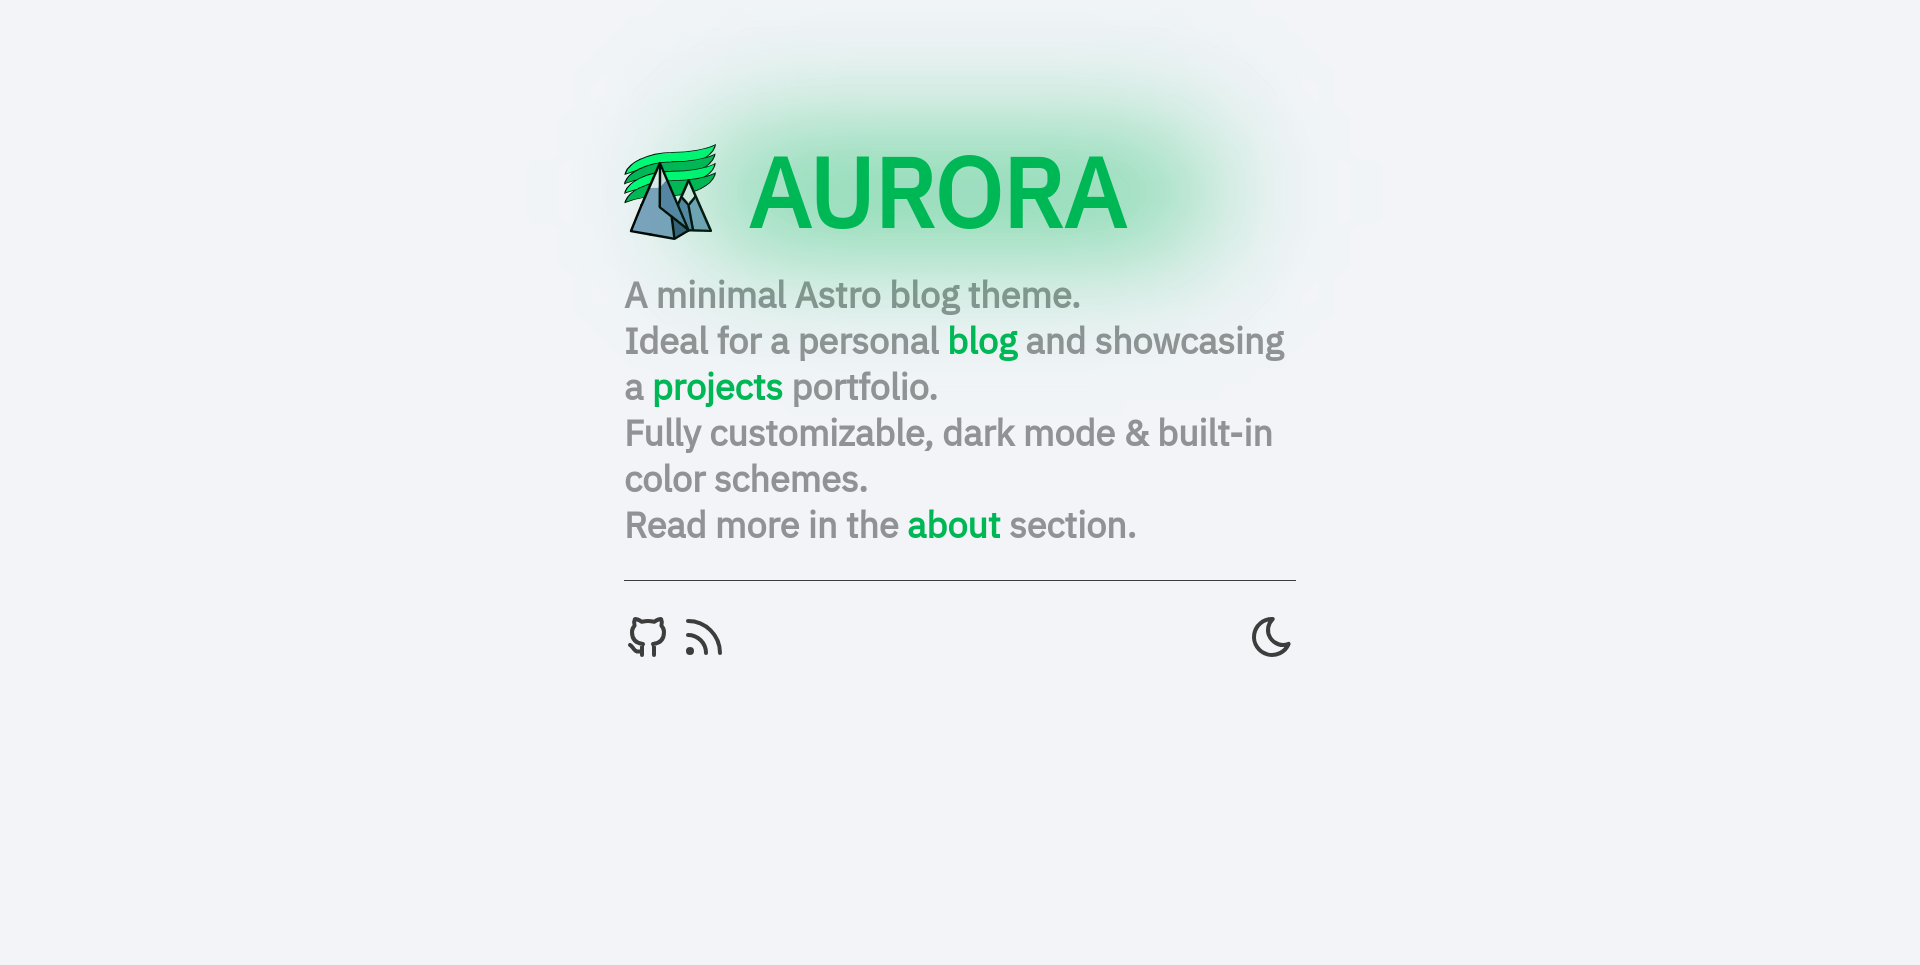 AURORA
A minimal Astro blog theme.
Ideal for a personal blog and showcasing
a projects portfolio.
Fully customizable, dark mode & built-in
color schemes.
Read more in the about section.